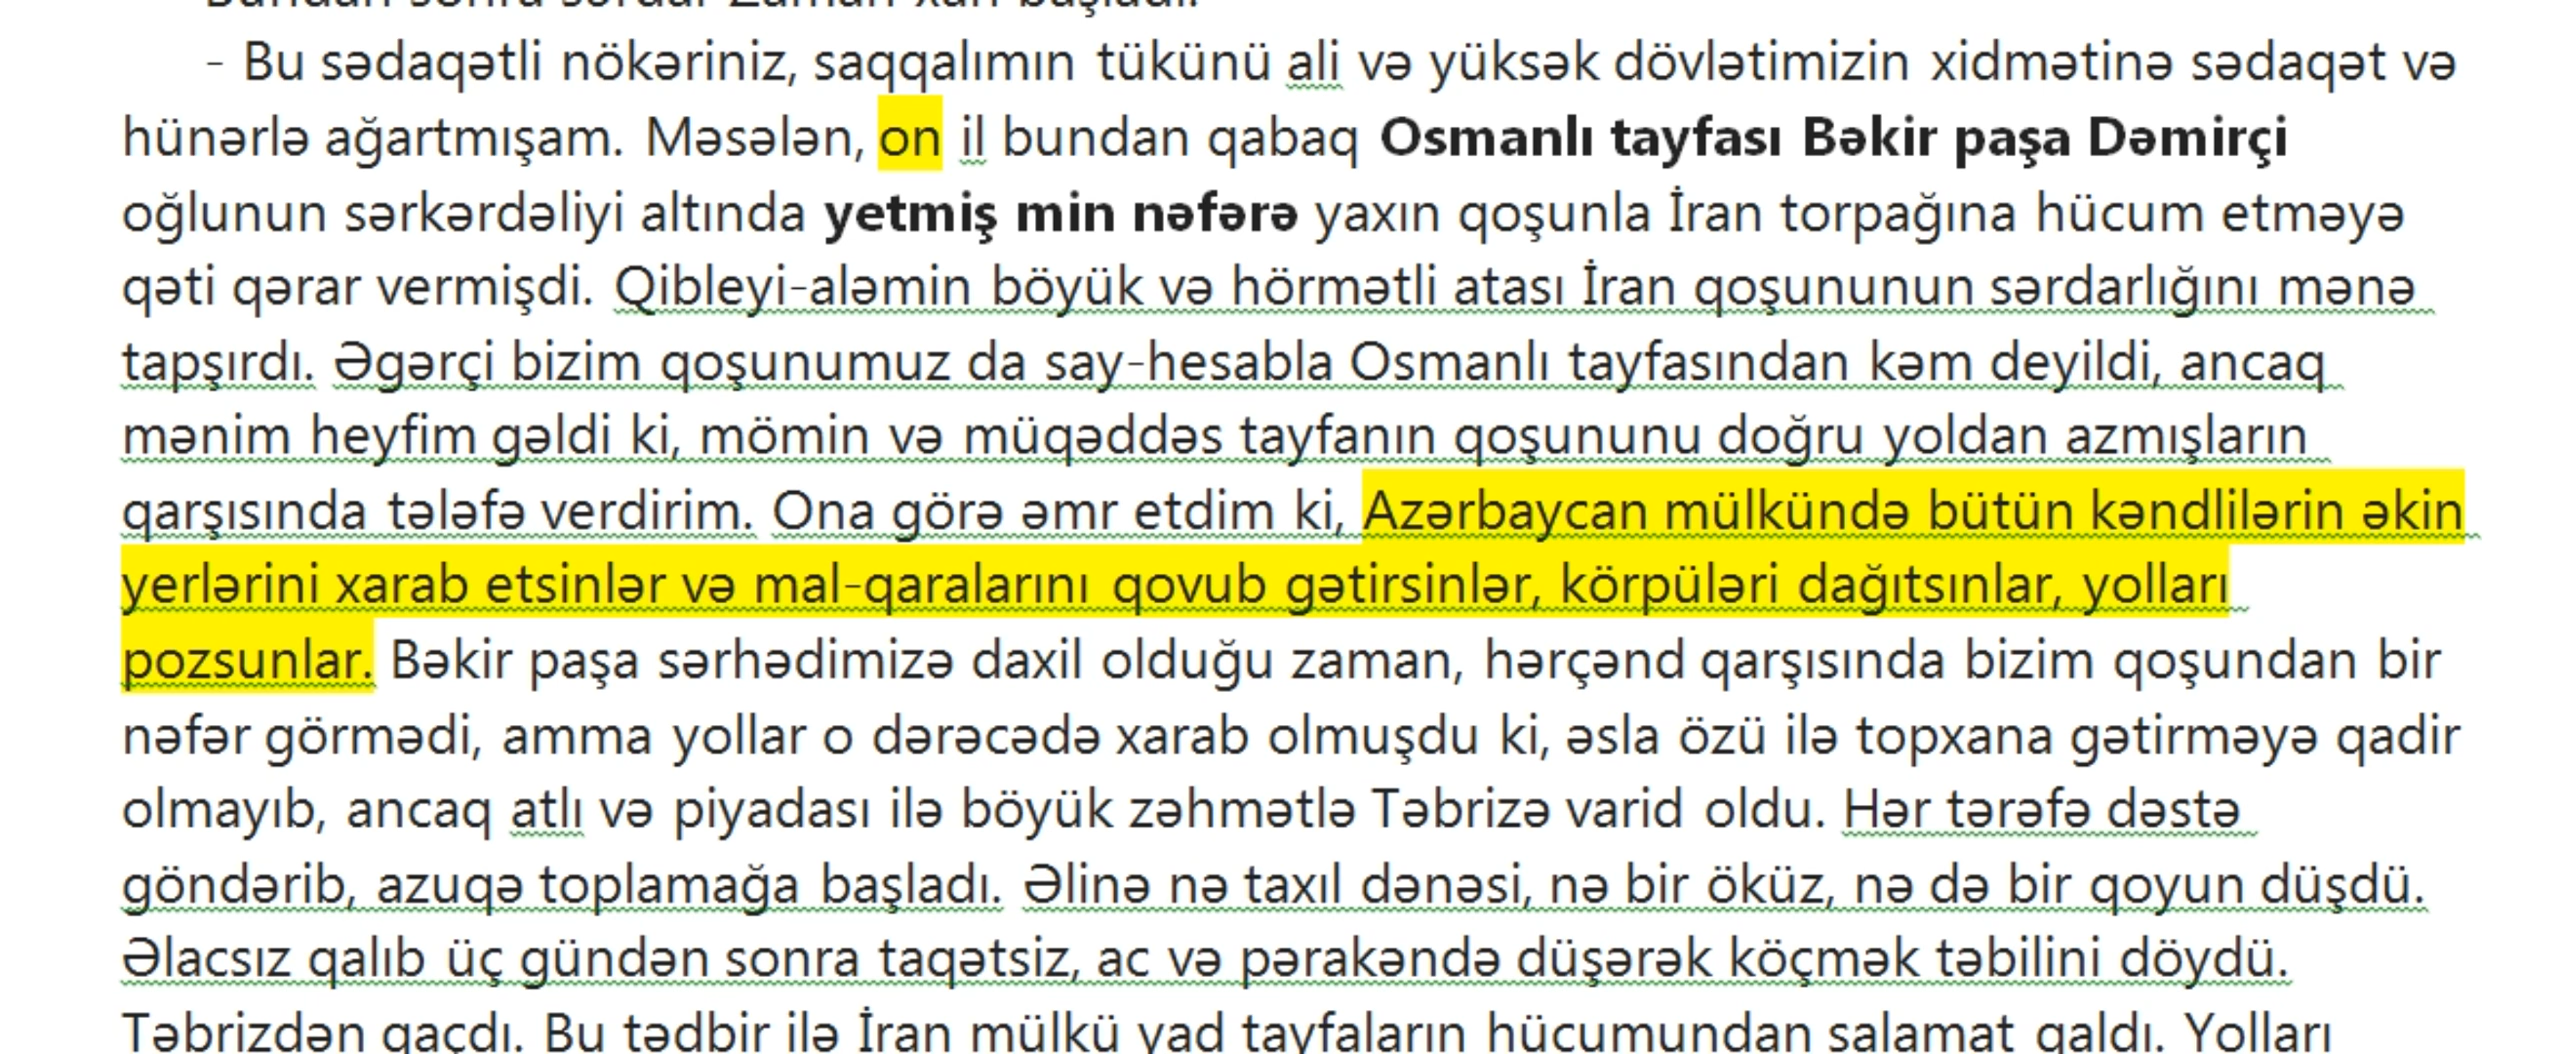 Bundan sonra sərdar Zaman xan başladı:
- Bu sədaqətli nökəriniz, saqqalımın tükünü ali və yüksək dövlətimizin xidmətinə sədaqət və
hünərlə ağartmışam. Məsələn, on il bundan qabaq Osmanlı tayfası Bəkir paşa Dəmirçi
oğlunun sərkərdəliyi altında yetmiş min nəfərə yaxın qoşunla İran torpağına hücum etməyə
qəti qərar vermişdi. Qibleyi-aləmin böyük və hörmətli atası İran qoşununun sərdarlığını mənə
tapşırdı. Əgərçi bizim qoşunumuz da say-hesabla Osmanlı tayfasından kəm deyildi, ancaq
mənim heyfim gəldi ki, mömin və müqəddəs tayfanın qoşununu doğru yoldan azmışların
qarşısında tələfə verdirim. Ona görə əmr etdim ki, Azərbaycan mülkündə bütün kəndlilərin əkin
yerlərini xarab etsinlər və mal-qaralarını qovub gətirsinlər, körpüləri dağıtsınlar, yolları
pozsunlar. Bəkir paşa sərhədimizə daxil olduğu zaman, hərçənd qarşısında bizim qoşundan bir
nəfər görmədi, amma yollar o dərəcədə xarab olmuşdu ki, əsla özü ilə topxana gətirməyə qadir
olmayıb, ancaq atlı və piyadası ilə böyük zəhmətlə Təbrizə varid oldu. Hər tərəfə dəstə
göndərib, azuqə toplamağa başladı. Əlinə nə taxıl dənəsi, nə bir öküz, nə də bir qoyun düşdü.
Əlacsız qalıb üç gündən sonra taqətsiz, ac və pərakəndə düşərək köçmək təbilini döydü.
Təbrizdən qaçdı. Bu tədbir ilə İran mülkü yad tayfaların hücumundan salamat qaldı. Yolları